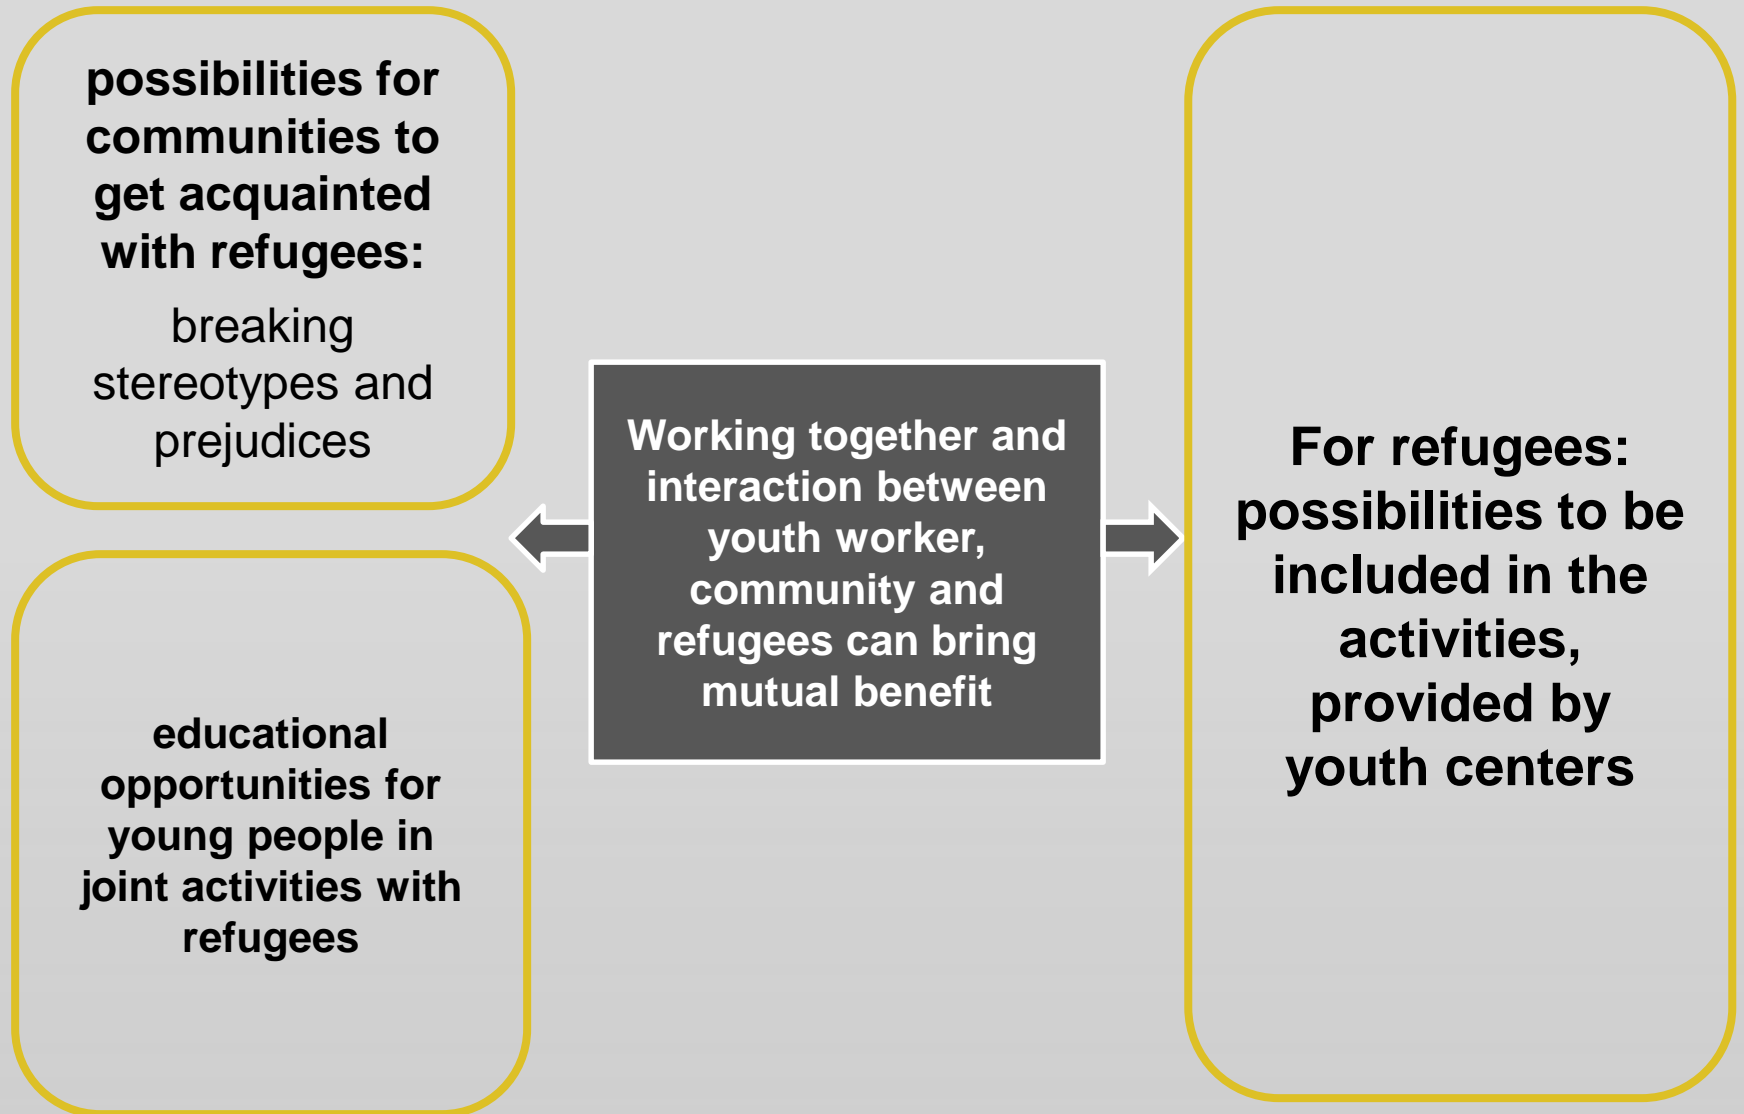 possibilities for
communities to
get acquainted
with refugees:
breaking
stereotypes and
prejudices
educational
opportunities for
young people in
joint activities with
refugees
Working together and
interaction between
youth worker,
community and
refugees can bring
mutual benefit
For refugees:
possibilities to be
included in the
activities,
provided by
youth centers